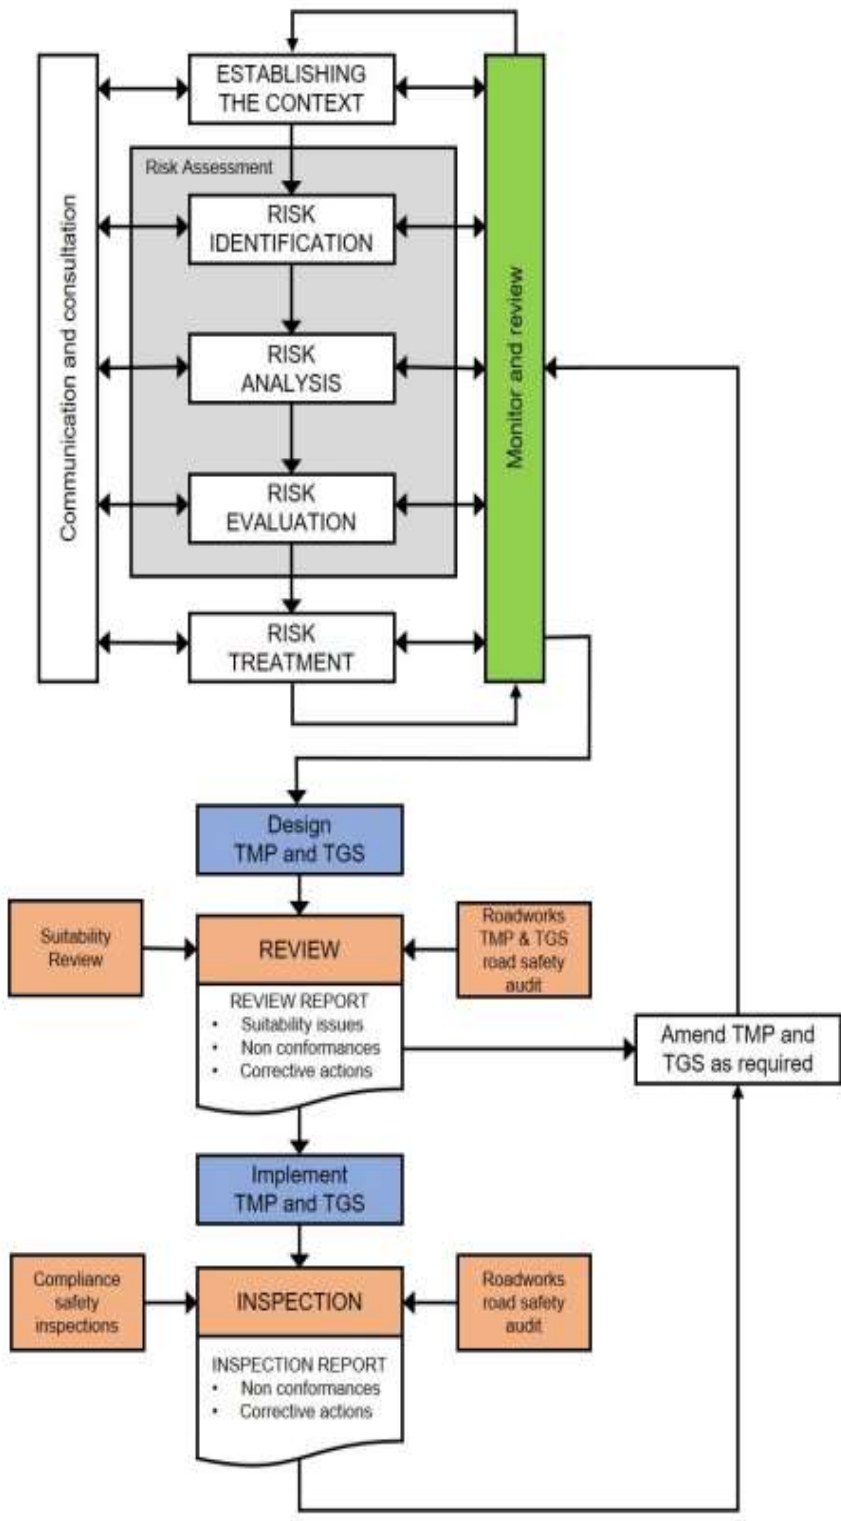 ESTABLISHING
THE CONTEXT
Communication and consultation
Monitor and review
Risk Assessment
RISK
IDENTIFICATION
RISK
ANALYSIS
RISK
EVALUATION
RISK
TREATMENT
Design
TMP and TGS
Suitability
Review
REVIEW
Roadworks
TMP & TGS
road safety
audit
REVIEW REPORT
• Suitability issues
• Non conformances
• Corrective actions
Amend TMP and
TGS as required
Implement
TMP and TGS
Compliance
safety
inspections
INSPECTION
Roadworks
road safety
audit
INSPECTION REPORT
• Non conformances
• Corrective actions